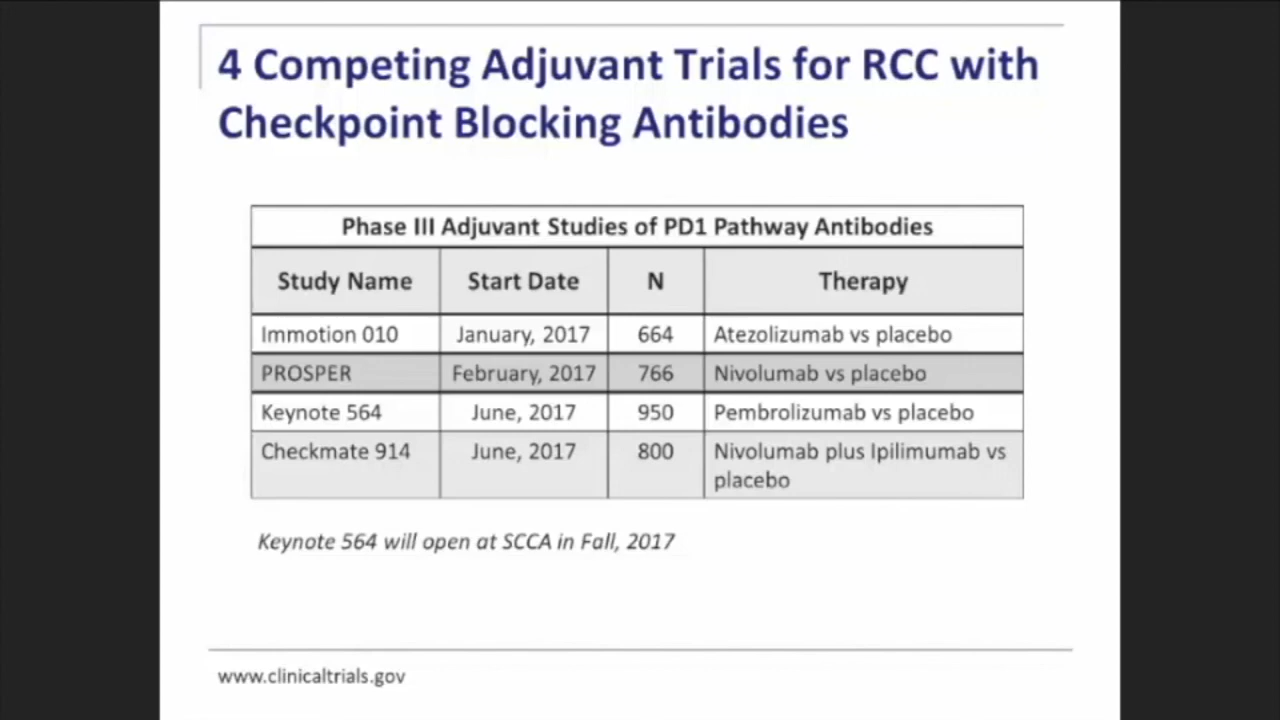 4 Competing Adjuvant Trials for RCC with
Checkpoint Blocking Antibodies
Phase III Adjuvant Studies of PD1 Pathway Antibodies
Study Name Start Date N Therapy
Immotion 010 January, 2017 664 Atezolizumab vs placebo
PROSPER February, 2017 766 Nivolumab vs placebo
Keynote 564 June, 2017 950 Pembrolizumab vs placebo
Checkmate 914 June, 2017 800 Nivolumab plus Ipilimumab vs
placebo
Keynote 564 will open at SCCA in Fall, 2017
www.clinicaltrials.gov